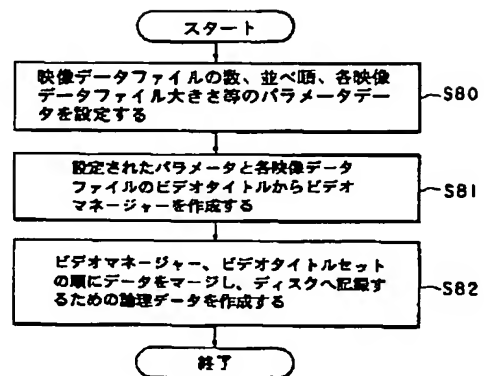 スタート
映像データファイルの数、並べ順、各映像
データファイル大きさ等のパラメータデー
タを設定する
S80
設定されたパラメータと各映像データ
ファイルのビデオタイトルからビデオ
マネージャーを作成する
S81
ビデオマネージャー、ビデオタイトルセット
の順にデータをマージし、ディスクへ記録す
るための論理データを作成する
S82
終了